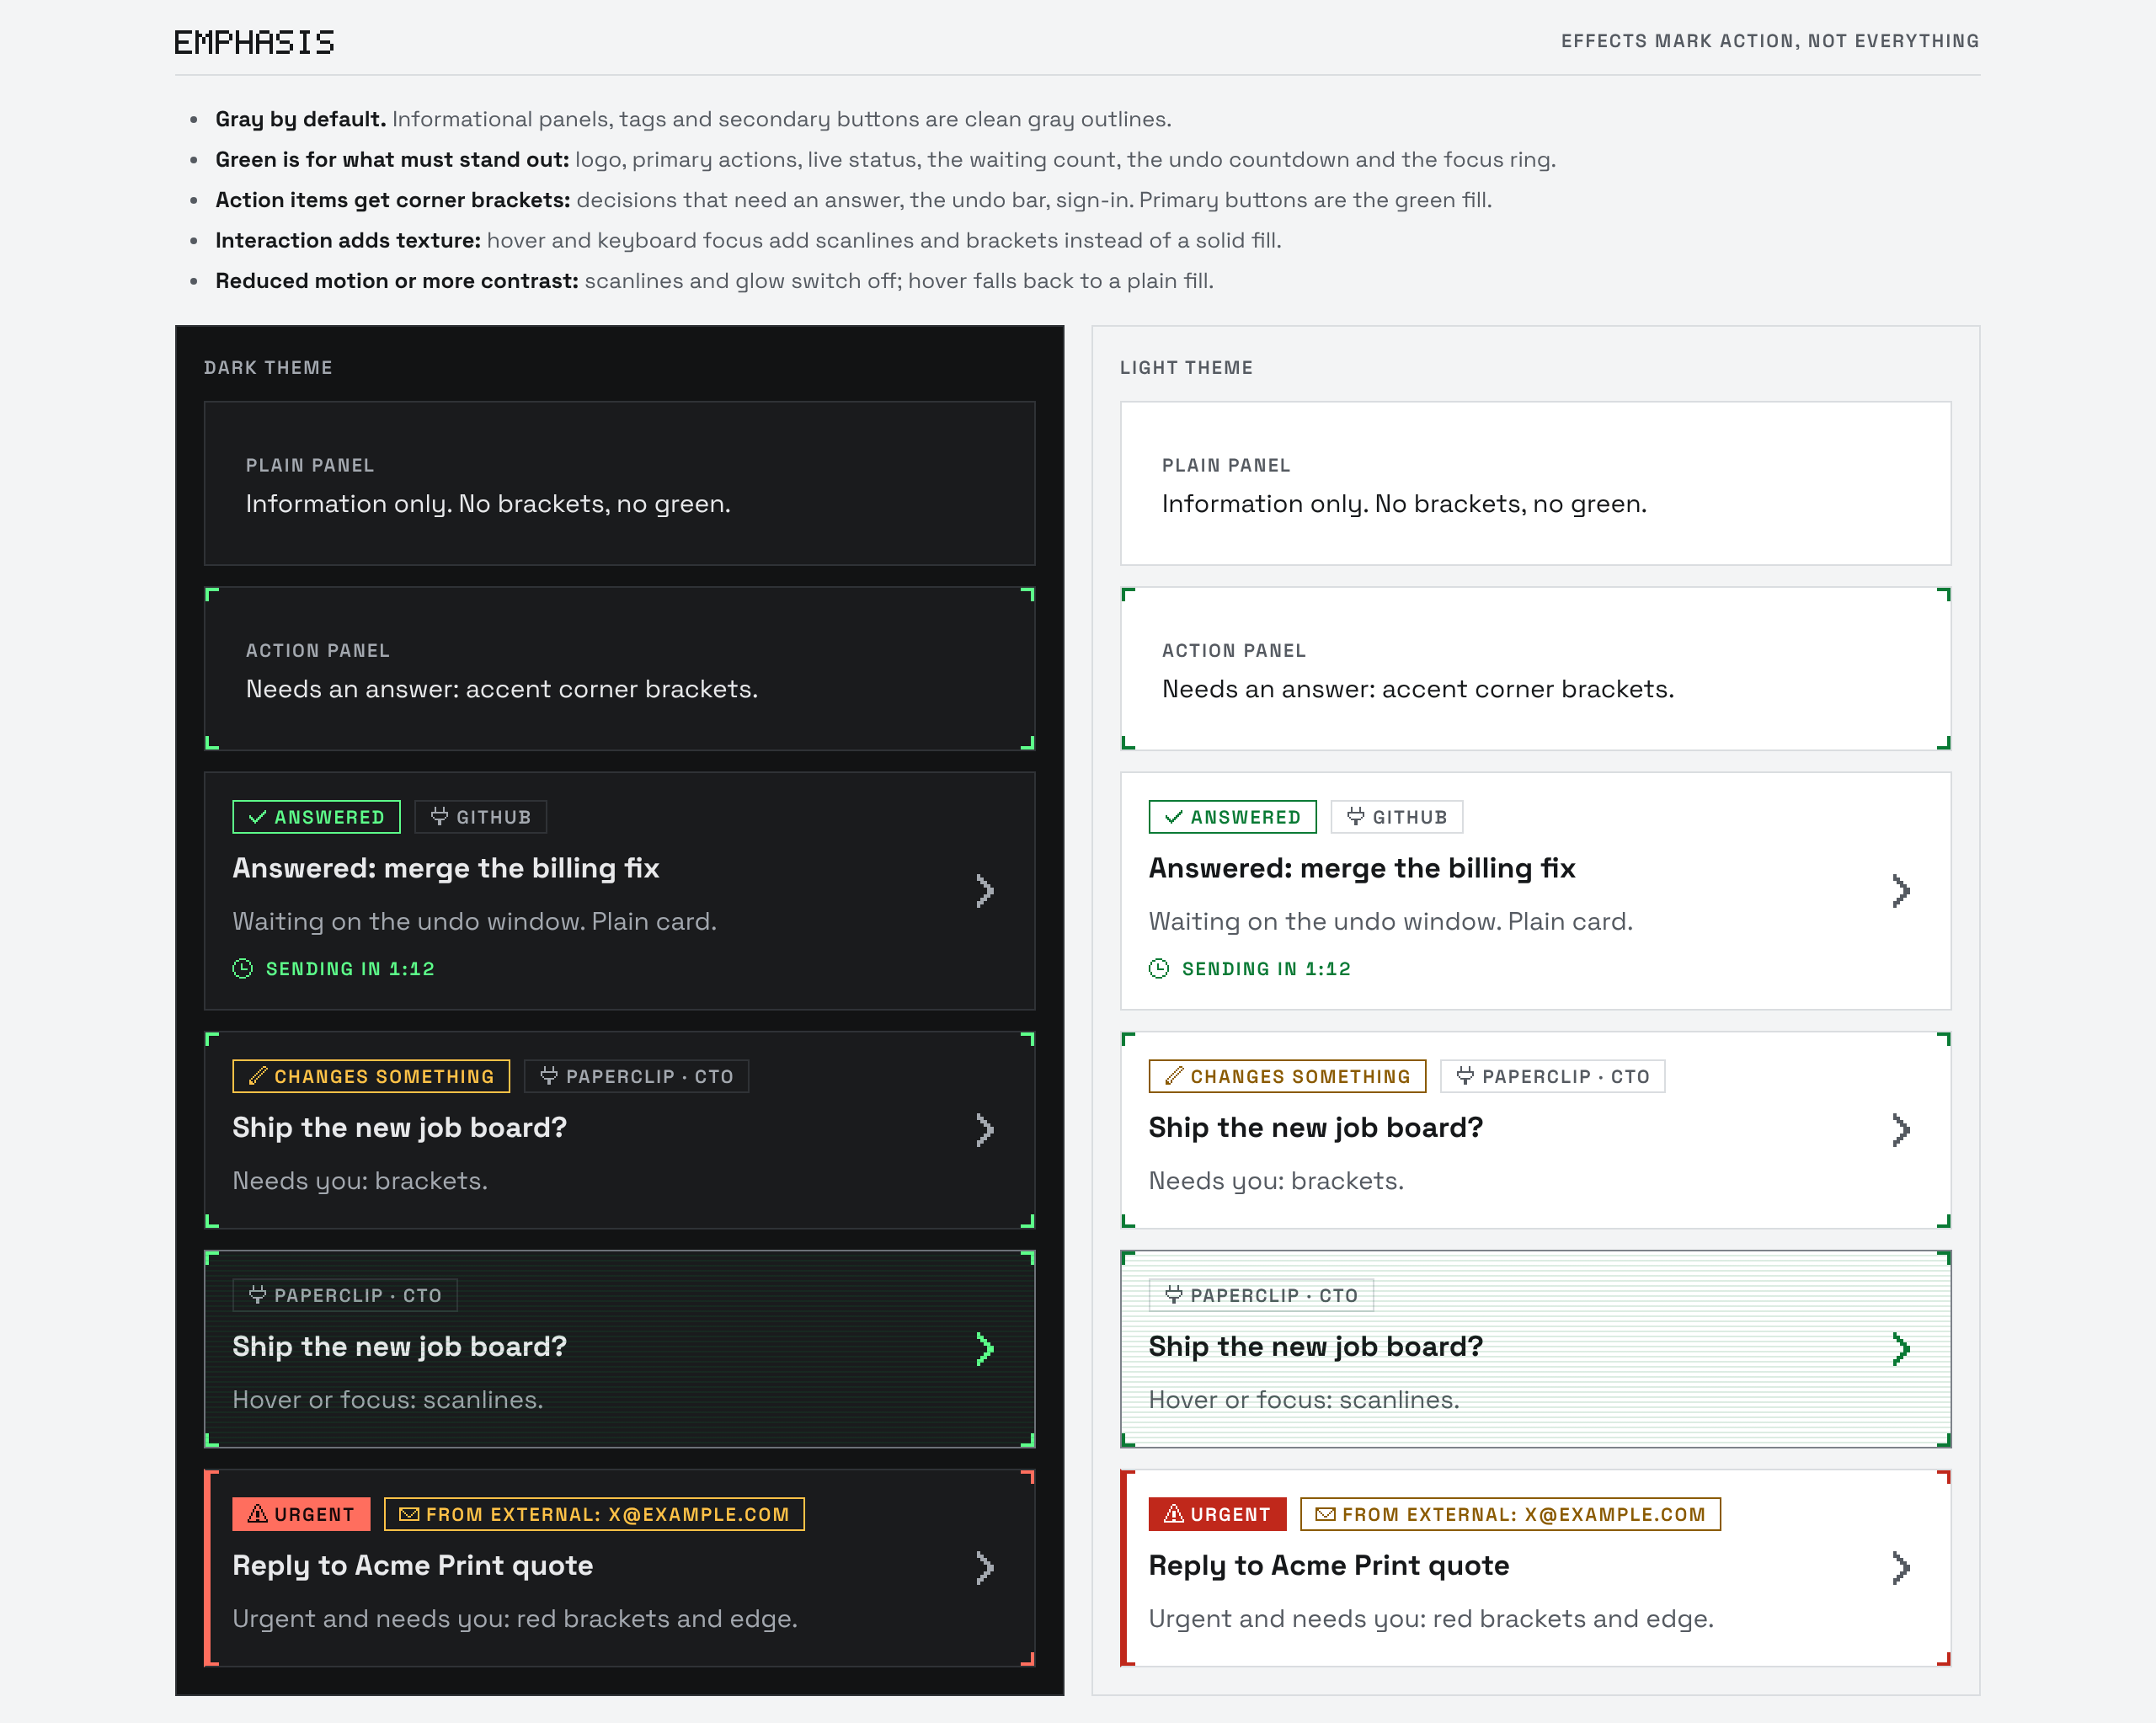 EMPHASIS
EFFECTS MARK ACTION, NOT EVERYTHING
Gray by default. Informational panels, tags and secondary buttons are clean gray outlines.
Green is for what must stand out: logo, primary actions, live status, the waiting count, the undo countdown and the focus ring.
Action items get corner brackets: decisions that need an answer, the undo bar, sign-in. Primary buttons are the green fill.
Interaction adds texture: hover and keyboard focus add scanlines and brackets instead of a solid fill.
Reduced motion or more contrast: scanlines and glow switch off; hover falls back to a plain fill.
DARK THEME
PLAIN PANEL
Information only. No brackets, no green.
ACTION PANEL
Needs an answer: accent corner brackets.
ANSWERED GITHUB
Answered: merge the billing fix
Waiting on the undo window. Plain card.
SENDING IN 1:12
CHANGES SOMETHING PAPERCLIP · CTO
Ship the new job board?
Needs you: brackets.
PAPERCLIP · CTO
Ship the new job board?
Hover or focus: scanlines.
URGENT FROM EXTERNAL: X@EXAMPLE.COM
Reply to Acme Print quote
Urgent and needs you: red brackets and edge.
LIGHT THEME
PLAIN PANEL
Information only. No brackets, no green.
ACTION PANEL
Needs an answer: accent corner brackets.
ANSWERED GITHUB
Answered: merge the billing fix
Waiting on the undo window. Plain card.
SENDING IN 1:12
CHANGES SOMETHING PAPERCLIP · CTO
Ship the new job board?
Needs you: brackets.
PAPERCLIP · CTO
Ship the new job board?
Hover or focus: scanlines.
URGENT FROM EXTERNAL: X@EXAMPLE.COM
Reply to Acme Print quote
Urgent and needs you: red brackets and edge.